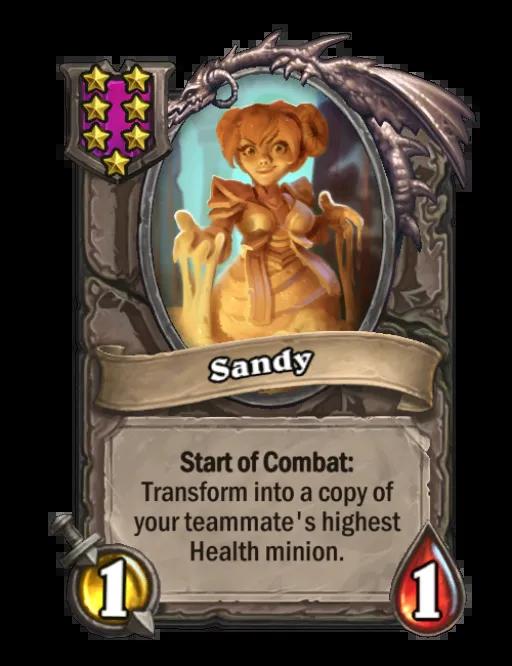 Sandy
Start of Combat:
Transform into a copy of
your teammate's highest
Health minion.
1
1